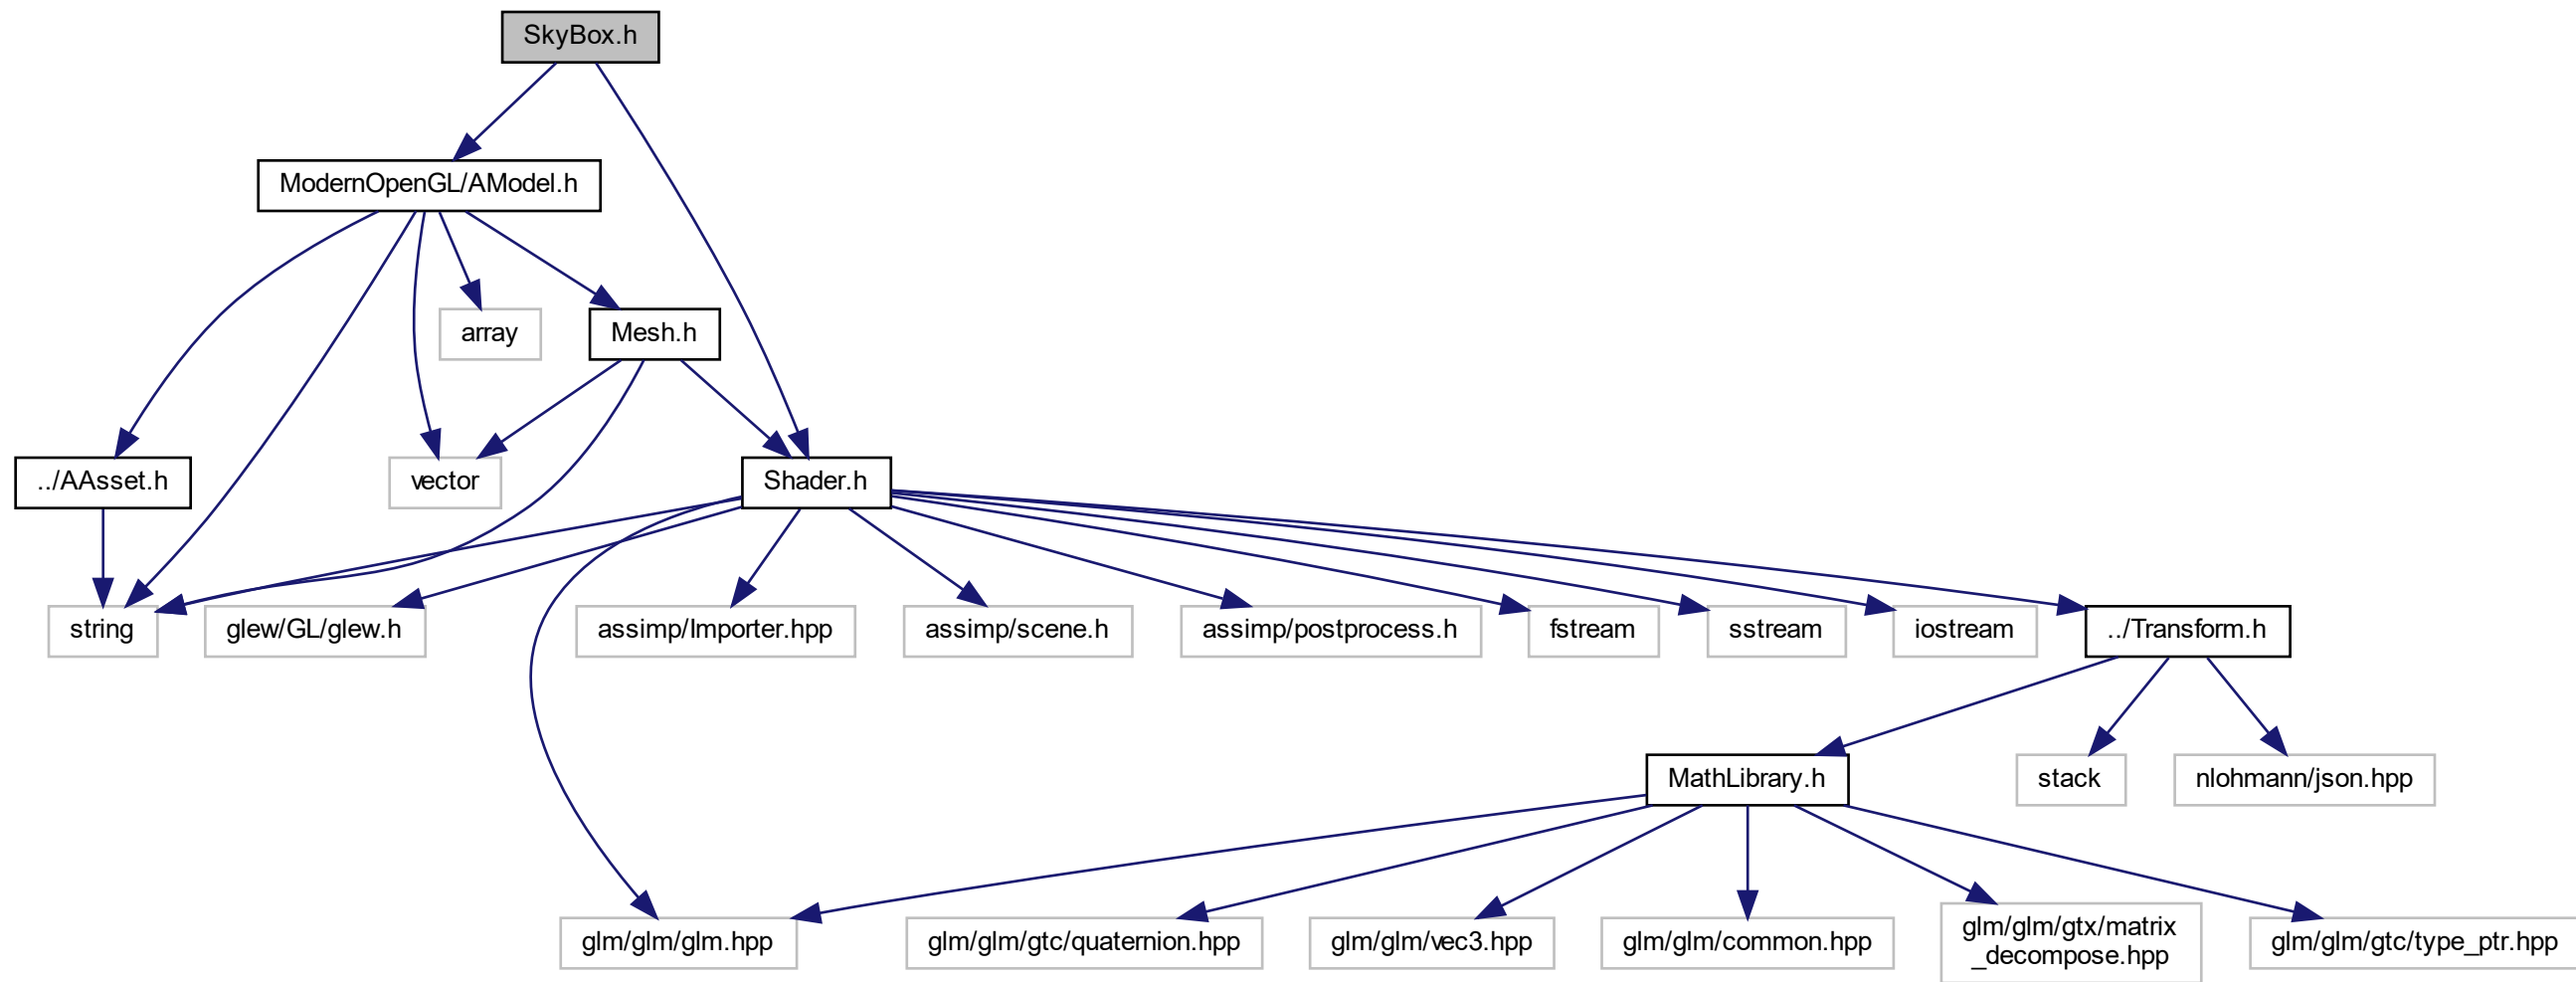 SkyBox.h
ModernOpenGL/AModel.h
array
Mesh.h
../AAsset.h
vector
Shader.h
string
glew/GL/glew.h
assimp/Importer.hpp
assimp/scene.h
assimp/postprocess.h
fstream
sstream
iostream
../Transform.h
MathLibrary.h
stack
nlohmann/json.hpp
glm/glm/glm.hpp
glm/glm/gtc/quaternion.hpp
glm/glm/vec3.hpp
glm/glm/common.hpp
glm/glm/gtx/matrix
_decompose.hpp
glm/glm/gtc/type_ptr.hpp